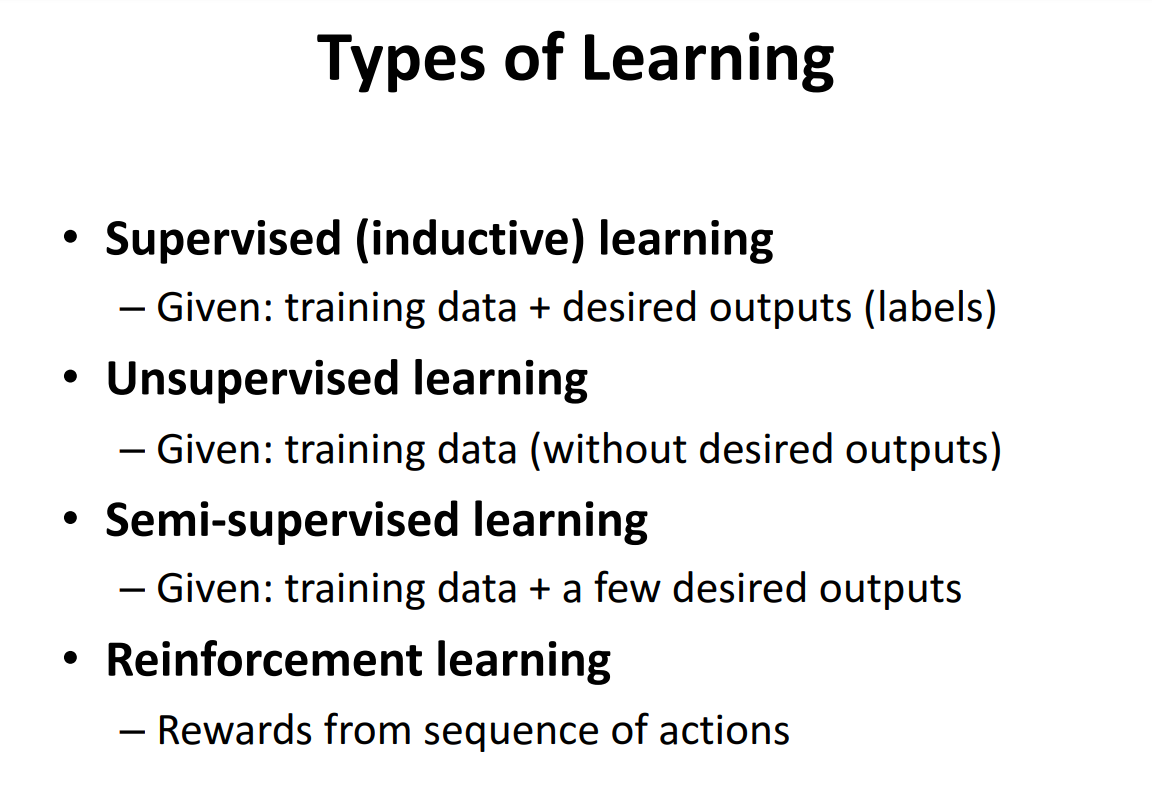 Types of Learning
• Supervised (inductive) learning
– Given: training data + desired outputs (labels)
• Unsupervised learning
– Given: training data (without desired outputs)
• Semi-supervised learning
– Given: training data + a few desired outputs
• Reinforcement learning
– Rewards from sequence of actions